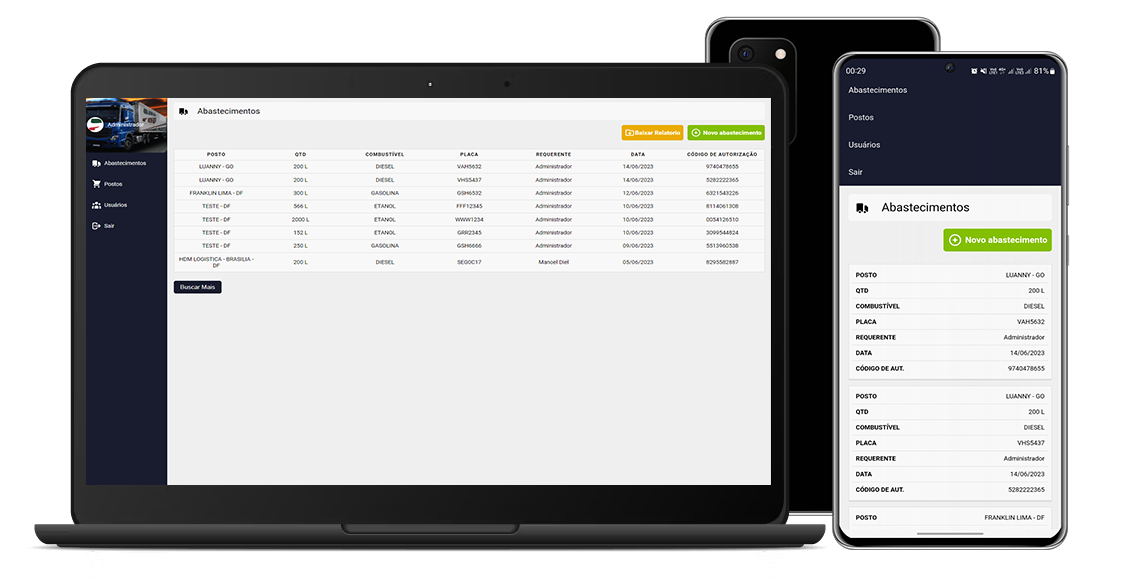 Administrador
Abastecimentos
Postos
Usuários
Sair
Abastecimentos
Baixar Relatorio Novo abastecimento
POSTO QTD COMBUSTÍVEL PLACA REQUERENTE DATA CÓDIGO DE AUTORIZAÇÃO
LUANNY - GO 200 L DIESEL VAH5632 Administrador 14/06/2023 9740478655
LUANNY - GO 200 L DIESEL VHS5437 Administrador 14/06/2023 5282222365
FRANKLIN LIMA - DF 300 L GASOLINA GSH6532 Administrador 12/06/2023 6321543226
TESTE - DF 566 L ETANOL FFF12345 Administrador 10/06/2023 8114061308
TESTE - DF 2000 L ETANOL WWW1234 Administrador 10/06/2023 0054126510
TESTE - DF 152 L ETANOL GRR2345 Administrador 10/06/2023 3099544824
TESTE - DF 250 L GASOLINA GSH6666 Administrador 09/06/2023 5513960538
HDM LOGISTICA - BRASILIA -
DF 200 L DIESEL SEG0C17 Manoel Diel 05/06/2023 8295582887
Buscar Mais
00:29 81%
Abastecimentos
Postos
Usuários
Sair
Abastecimentos
Novo abastecimento
POSTO LUANNY - GO
QTD 200 L
COMBUSTÍVEL DIESEL
PLACA VAH5632
REQUERENTE Administrador
DATA 14/06/2023
CÓDIGO DE AUT. 9740478655
POSTO LUANNY - GO
QTD 200 L
COMBUSTÍVEL DIESEL
PLACA VHS5437
REQUERENTE Administrador
DATA 14/06/2023
CÓDIGO DE AUT. 5282222365
POSTO FRANKLIN LIMA - DF